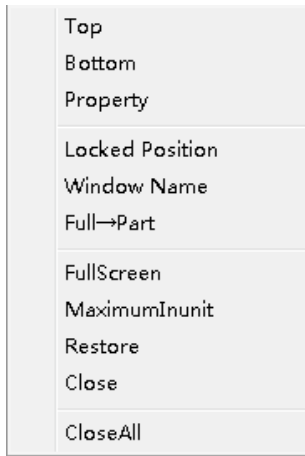 Top
Bottom
Property
Locked Position
Window Name
Full→Part
FullScreen
MaximumInunit
Restore
Close
CloseAll